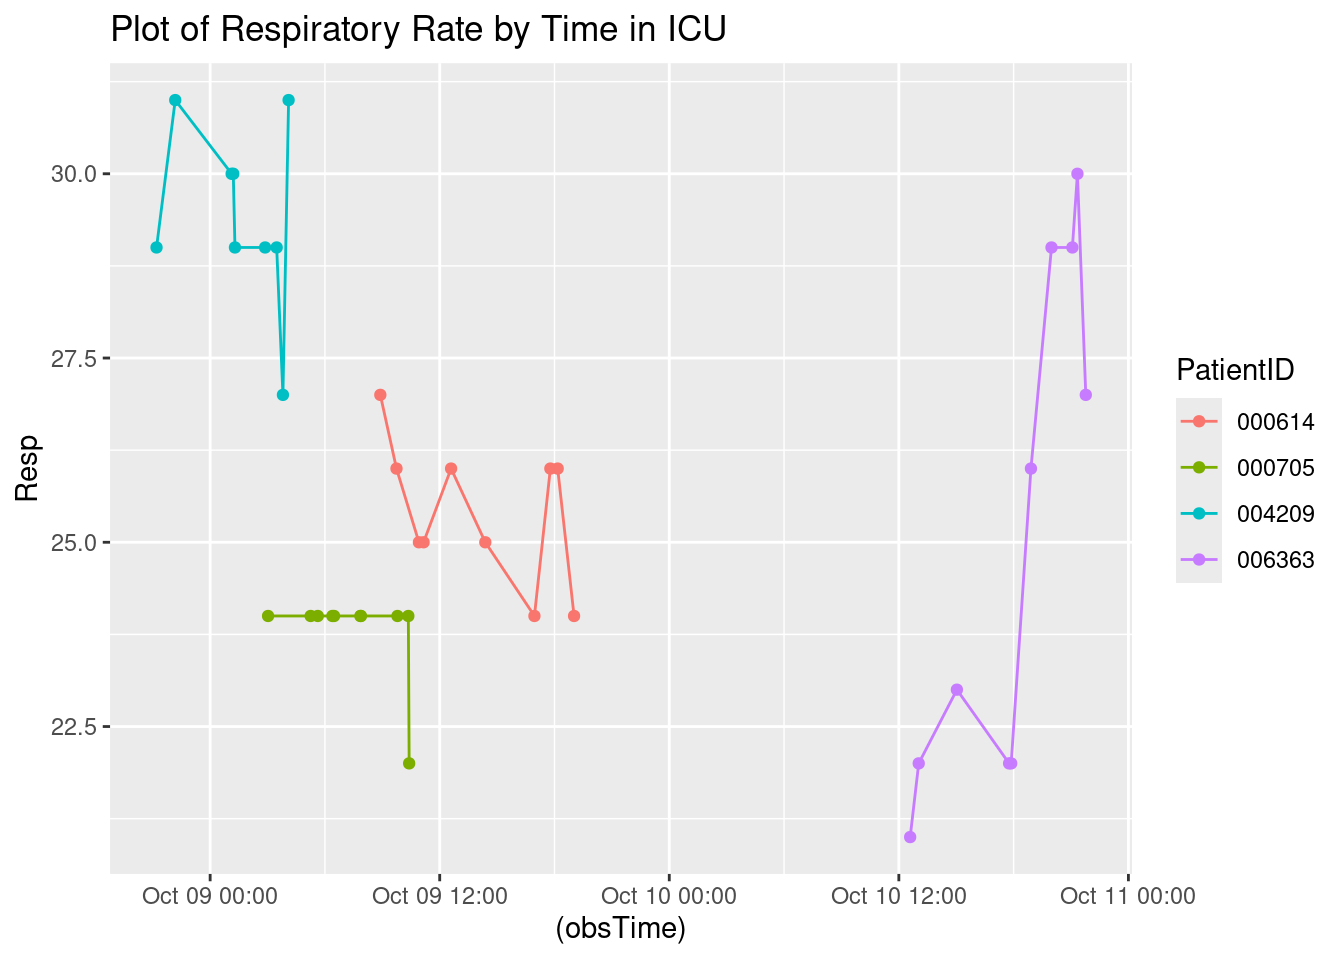 Plot of Respiratory Rate by Time in ICU
30.0
27.5
25.0
22.5
Resp
Oct 09 00:00
Oct 09 12:00
Oct 10 00:00
Oct 10 12:00
Oct 11 00:00
(obsTime)
PatientID
000614
000705
004209
006363